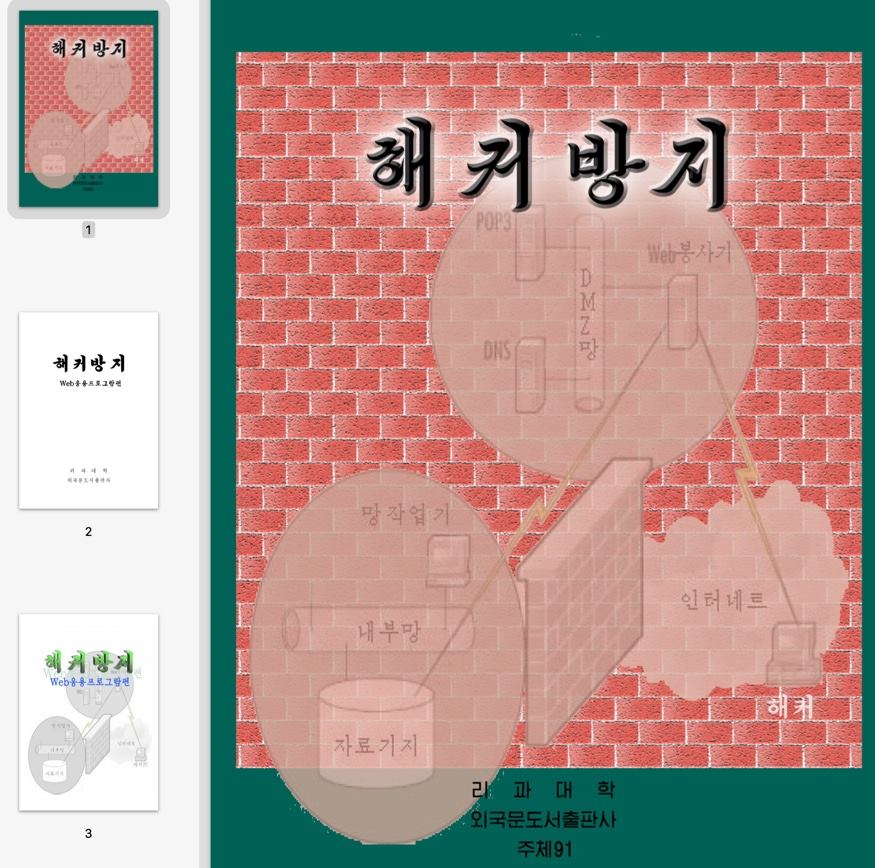 해커방지
1
해커방지
Web응용프로그람편
리 과 대 학
외국문도서출판사
2
해커방지
Web응용프로그람편
3
해커방지
POP3
Web봉사기
DMZ망
DNS
망작업기
인터네트
내부망
해커
자료기지
리 과 대 학
외국문도서출판사
주체91